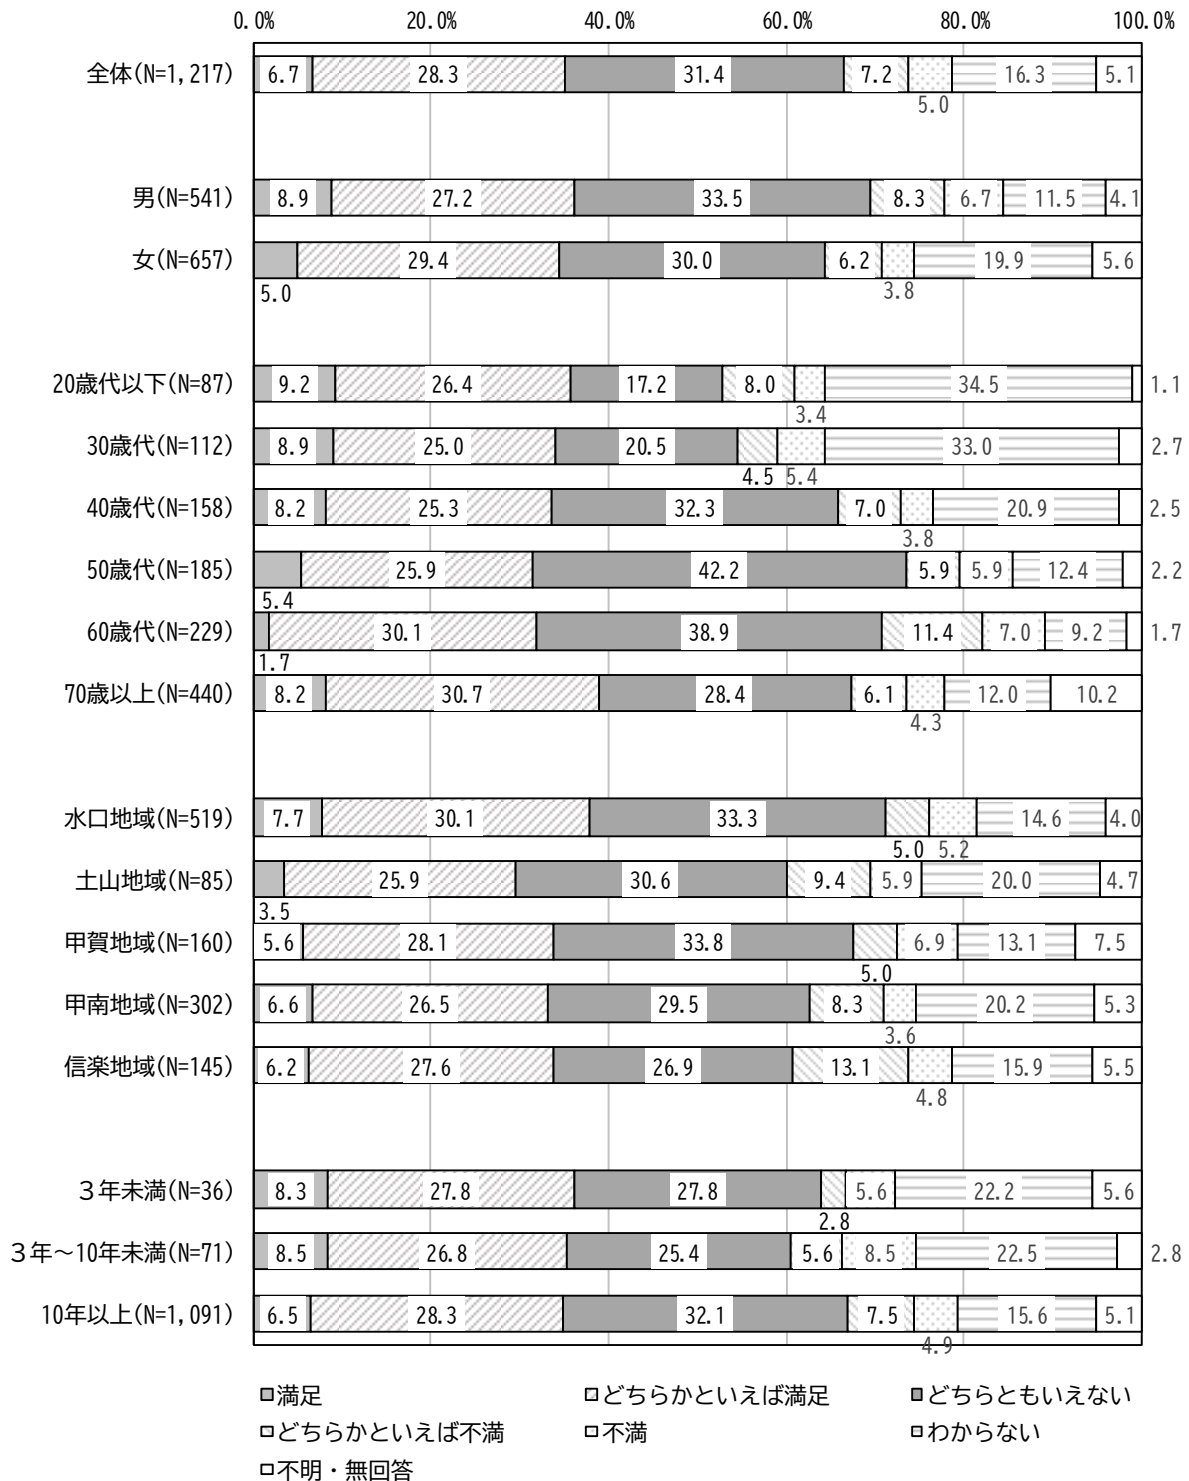 0.0% 20.0% 40.0% 60.0% 80.0% 100.0%
全体(N=1,217) 6.7 28.3 31.4 7.2 16.3 5.1
5.0
男(N=541) 8.9 27.2 33.5 8.3 6.7 11.5 4.1
女(N=657) 29.4 30.0 6.2 19.9 5.6
5.0 3.8
20歳代以下(N=87) 9.2 26.4 17.2 8.0 34.5 1.1
3.4
30歳代(N=112) 8.9 25.0 20.5 33.0 2.7
4.5 5.4
40歳代(N=158) 8.2 25.3 32.3 7.0 20.9 2.5
3.8
50歳代(N=185) 25.9 42.2 5.9 5.9 12.4 2.2
5.4
60歳代(N=229) 30.1 38.9 11.4 7.0 9.2 1.7
1.7
70歳以上(N=440) 8.2 30.7 28.4 6.1 12.0 10.2
4.3
水口地域(N=519) 7.7 30.1 33.3 14.6 4.0
5.0 5.2
土山地域(N=85) 25.9 30.6 9.4 5.9 20.0 4.7
3.5
甲賀地域(N=160) 5.6 28.1 33.8 6.9 13.1 7.5
5.0
甲南地域(N=302) 6.6 26.5 29.5 8.3 20.2 5.3
3.6
信楽地域(N=145) 6.2 27.6 26.9 13.1 15.9 5.5
4.8
３年未満(N=36) 8.3 27.8 27.8 5.6 22.2 5.6
2.8
３年～10年未満(N=71) 8.5 26.8 25.4 5.6 8.5 22.5 2.8
10年以上(N=1,091) 6.5 28.3 32.1 7.5 15.6 5.1
4.9
満足 どちらかといえば満足 どちらともいえない
どちらかといえば不満 不満 わからない
不明・無回答